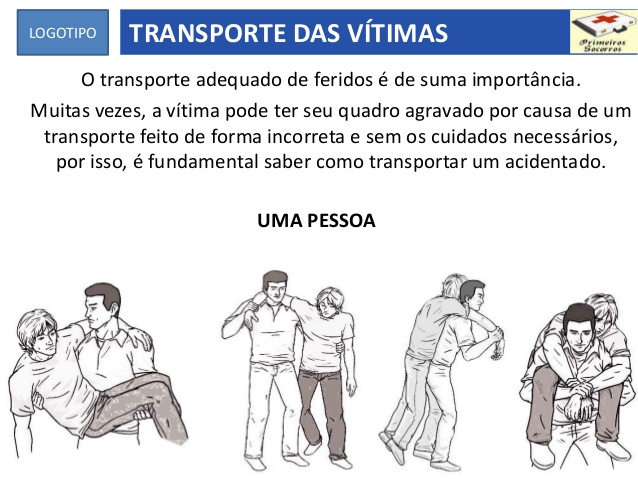 LOGOTIPO
TRANSPORTE DAS VÍTIMAS
Primeiros
Socorros
O transporte adequado de feridos é de suma importância.
Muitas vezes, a vítima pode ter seu quadro agravado por causa de um
transporte feito de forma incorreta e sem os cuidados necessários,
por isso, é fundamental saber como transportar um acidentado.
UMA PESSOA